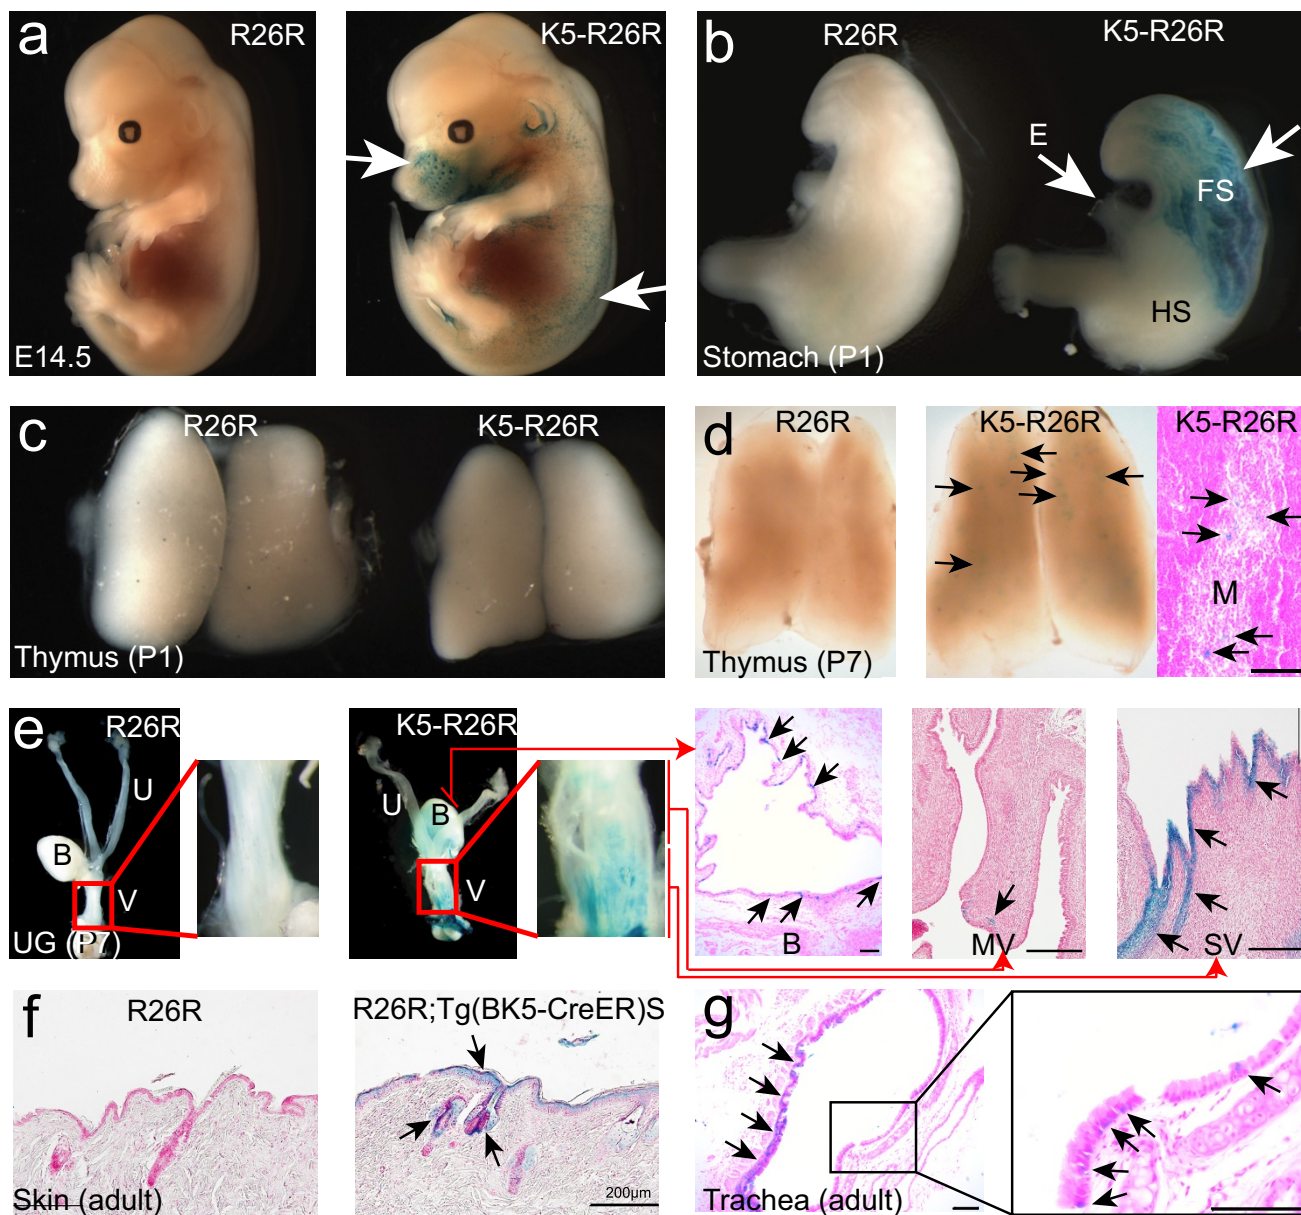 a
R26R
K5-R26R
E14.5
b
R26R
K5-R26R
E
FS
HS
Stomach (P1)
c
R26R
K5-R26R
Thymus (P1)
d
R26R
K5-R26R
K5-R26R
M
Thymus (P7)
e
R26R
K5-R26R
U
B
V
UG (P7)
U
B
V
B
MV
SV
f
R26R
R26R;Tg(BK5-CreER)S
Skin (adult)
200µm
g
Trachea (adult)